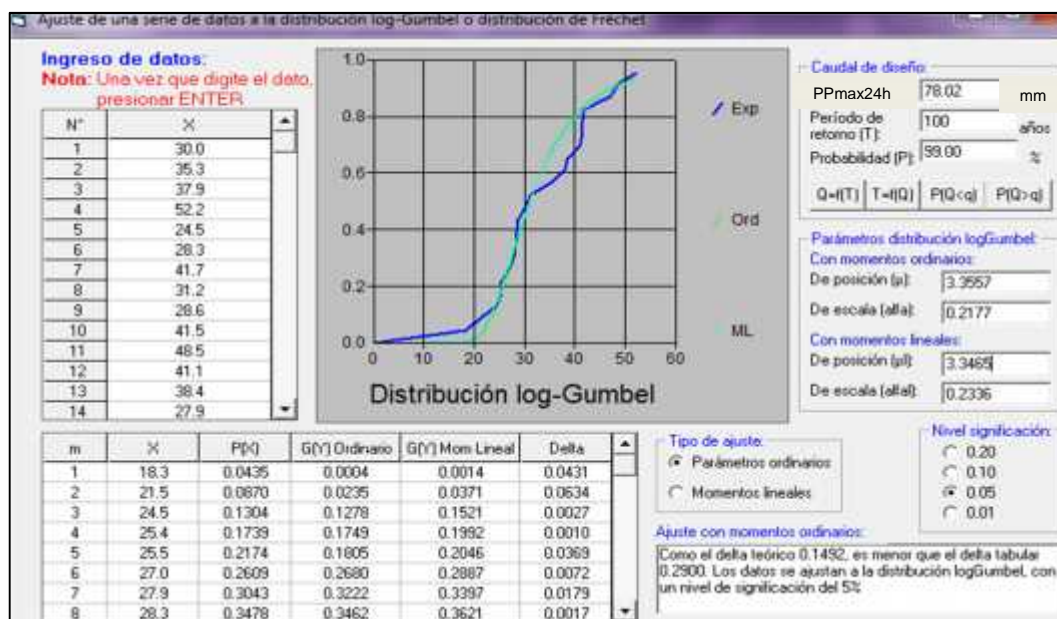 Ajuste de una serie de datos a la distribución log-Gumbel o distribución de Fréchet
Ingreso de datos:
Nota: Una vez que digite el dato,
presionar ENTER
N° X
1 30.0
2 35.3
3 37.9
4 52.2
5 24.5
6 28.3
7 41.7
8 31.2
9 28.6
10 41.5
11 48.5
12 41.1
13 38.4
14 27.9
1.0
0.8
0.6
0.4
0.2
0.0
0 10 20 30 40 50 60
Exp
Ord
ML
Distribución log-Gumbel
Caudal de diseño:
PPmax24h 78.02 mm
Período de
retorno (T): 100 años
Probabilidad (P): 99.00 %
Q=f(T) T=f(Q) P(Q<q) P(Q>q)
Parámetros distribución logGumbel:
Con momentos ordinarios:
De posición (µ): 3.3557
De escala (alfa): 0.2177
Con momentos lineales:
De posición (µl): 3.3465
De escala (alfal): 0.2336
m X P(X) G(Y) Ordinario G(Y) Mom Lineal Delta
1 18.3 0.0435 0.0004 0.0014 0.0431
2 21.5 0.0870 0.0235 0.0371 0.0634
3 24.5 0.1304 0.1278 0.1521 0.0027
4 25.4 0.1739 0.1749 0.1992 0.0010
5 25.5 0.2174 0.1805 0.2046 0.0369
6 27.0 0.2609 0.2680 0.2887 0.0072
7 27.9 0.3043 0.3222 0.3397 0.0179
8 28.3 0.3478 0.3462 0.3621 0.0017
Tipo de ajuste:
Parámetros ordinarios
Momentos lineales
Nivel significación:
0.20
0.10
0.05
0.01
Ajuste con momentos ordinarios:
Como el delta teórico 0.1492, es menor que el delta tabular
0.2900. Los datos se ajustan a la distribución logGumbel, con
un nivel de significación del 5%